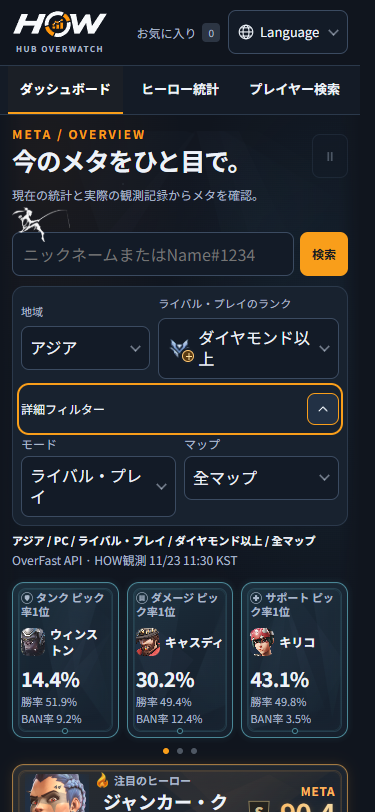 HOW
HUB OVERWATCH
お気に入り 0
Language
ダッシュボード ヒーロー統計 プレイヤー検索
META / OVERVIEW
今のメタをひと目で。
現在の統計と実際の観測記録からメタを確認。
ニックネームまたはName#1234
検索
地域
ライバル・プレイのランク
アジア
ダイヤモンド以
上
詳細フィルター
モード
マップ
ライバル・プレ
イ
全マップ
アジア / PC / ライバル・プレイ / ダイヤモンド以上 / 全マップ
OverFast API · HOW観測 11/23 11:30 KST
タンク ピック
率1位
ウィンス
トン
14.4%
勝率 51.9%
BAN率 9.2%
ダメージ ピッ
ク率1位
キャスディ
30.2%
勝率 49.4%
BAN率 12.4%
サポート ピッ
ク率1位
キリコ
43.1%
勝率 49.8%
BAN率 3.5%
注目のヒーロー
ジャンカー・ク
META
S 90.4